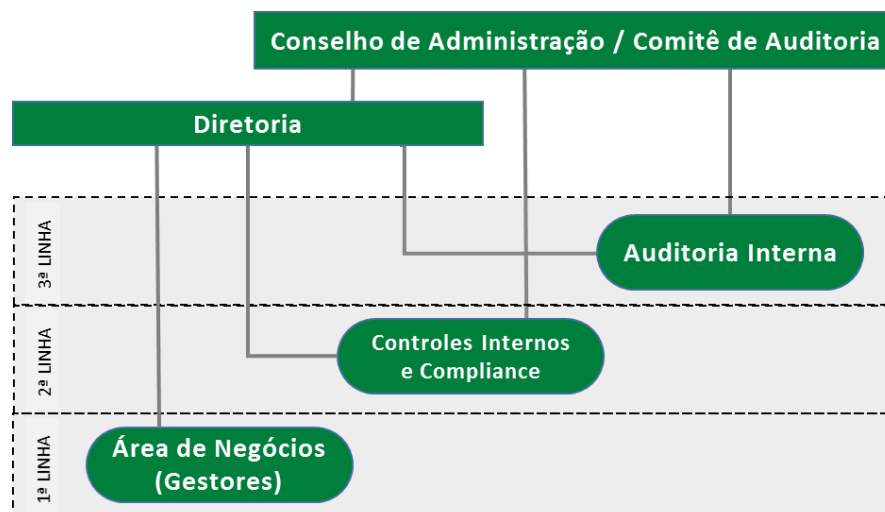 Conselho de Administração / Comitê de Auditoria
Diretoria
3ª LINHA
Auditoria Interna
2ª LINHA
Controles Internos
e Compliance
1ª LINHA
Área de Negócios
(Gestores)